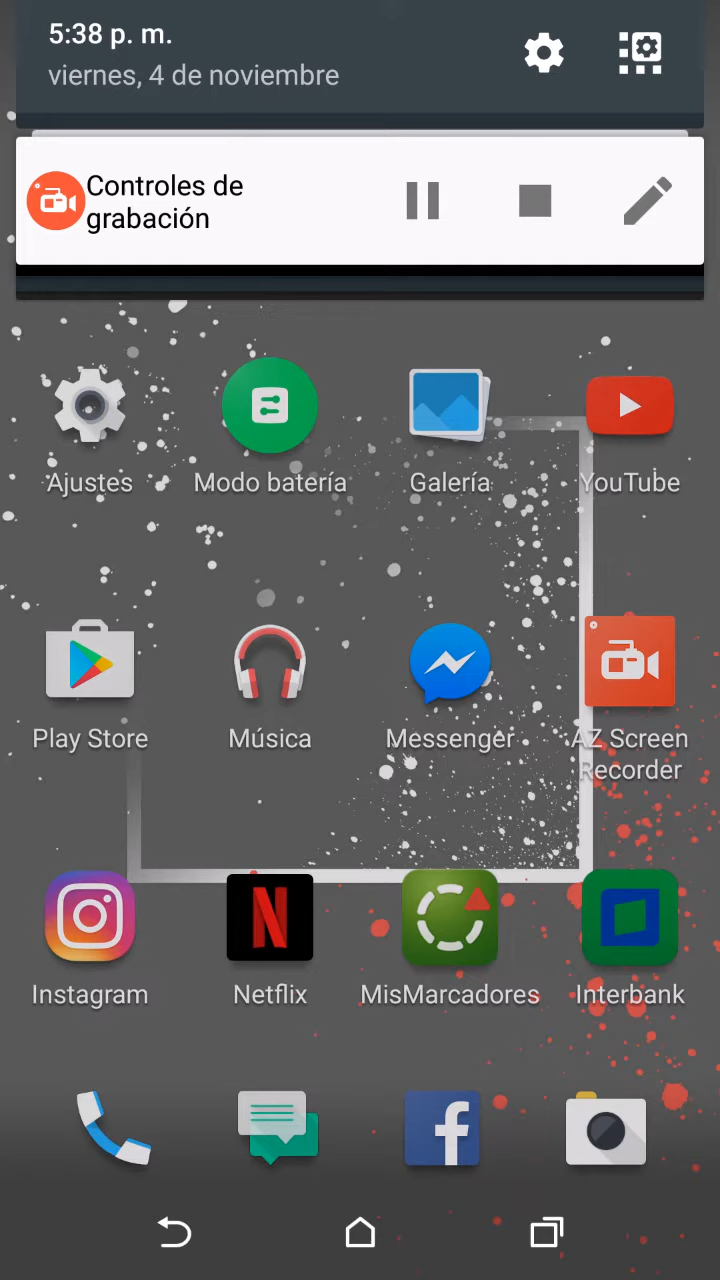 5:38 p. m.
viernes, 4 de noviembre
Controles de
grabación
Ajustes
Modo batería
Galería
YouTube
Play Store
Música
Messenger
AZ Screen
Recorder
Instagram
Netflix
MisMarcadores
Interbank